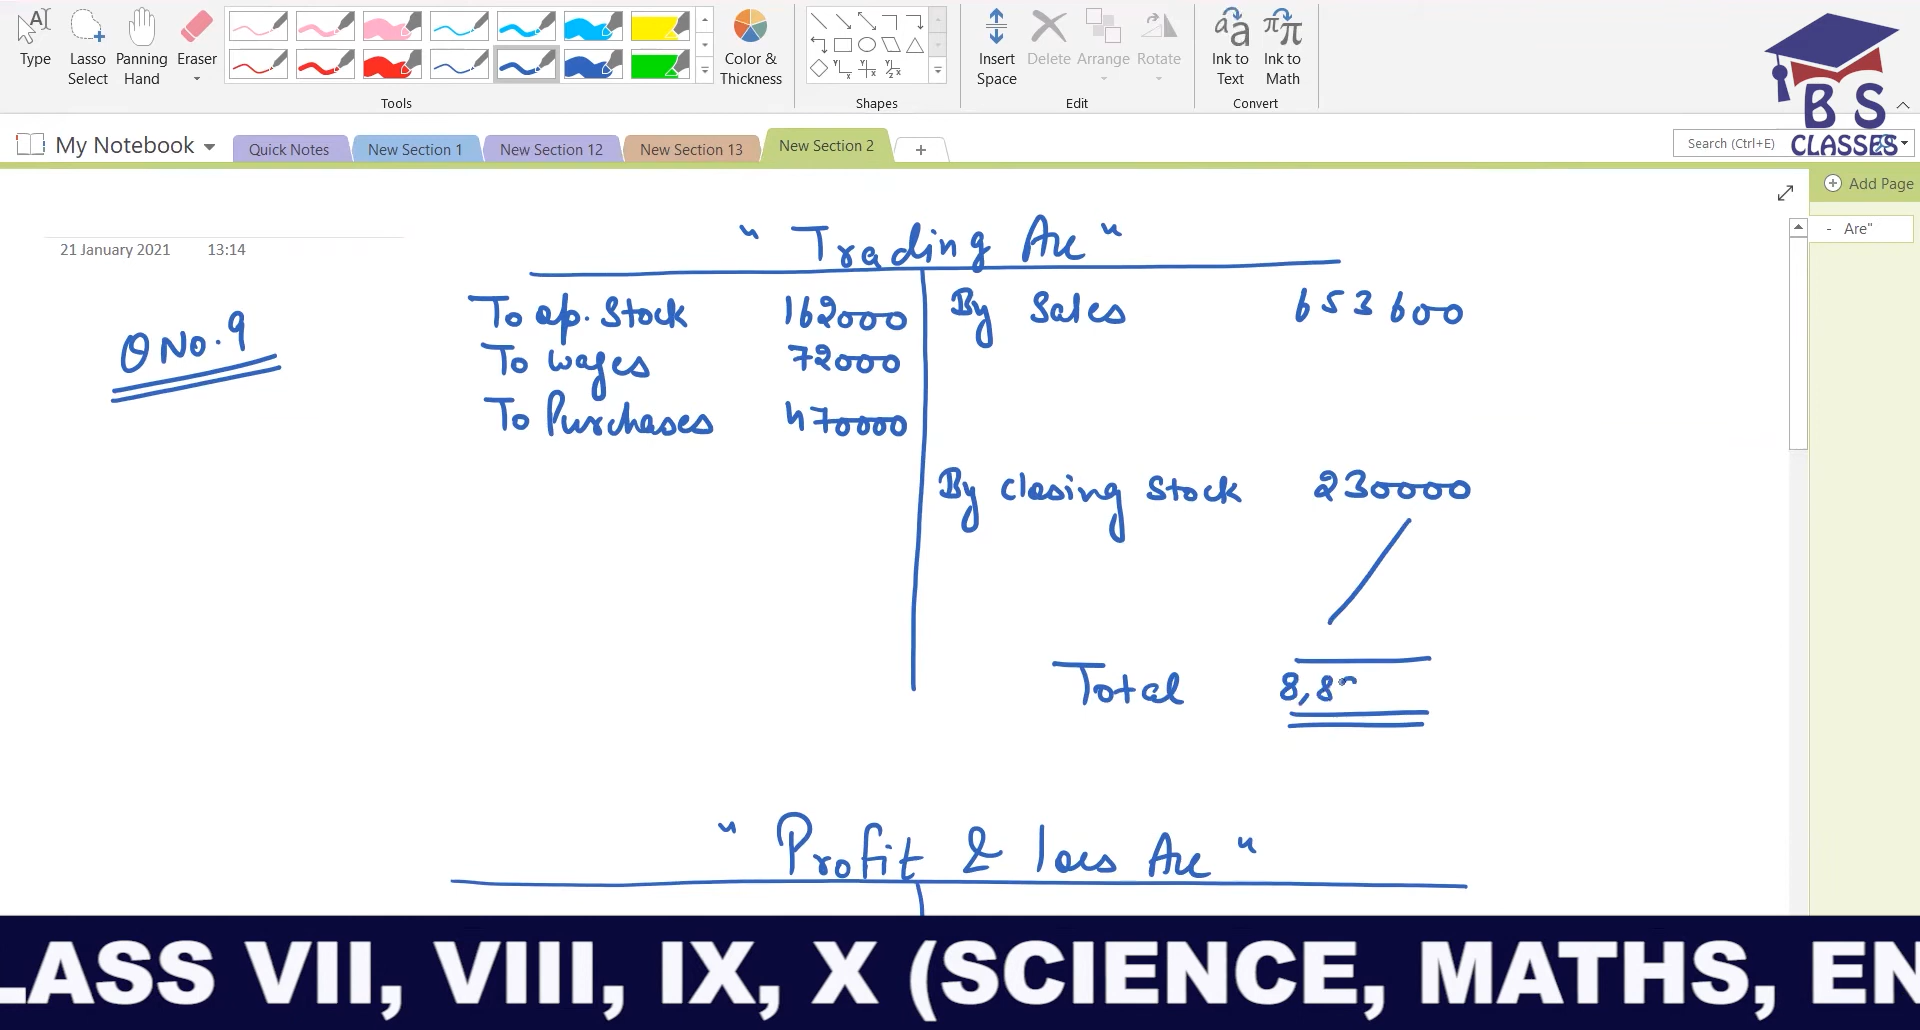 Type
Lasso Select
Panning Hand
Eraser
Color & Thickness
Insert Space
Delete
Arrange
Rotate
Ink to Text
Ink to Math
Tools
Shapes
Edit
Convert
BS
CLASSES
My Notebook
Quick Notes
New Section 1
New Section 12
New Section 13
New Section 2
Search (Ctrl+E)
Add Page
- Are"
21 January 2021 13:14
Q No. 9
" Trading A/c "
To op. Stock 162000 By Sales 653600
To wages 72000
To Purchases 470000
By closing Stock 230000
Total 8,8
" Profit & loss A/c "
LASS VII, VIII, IX, X (SCIENCE, MATHS, EN